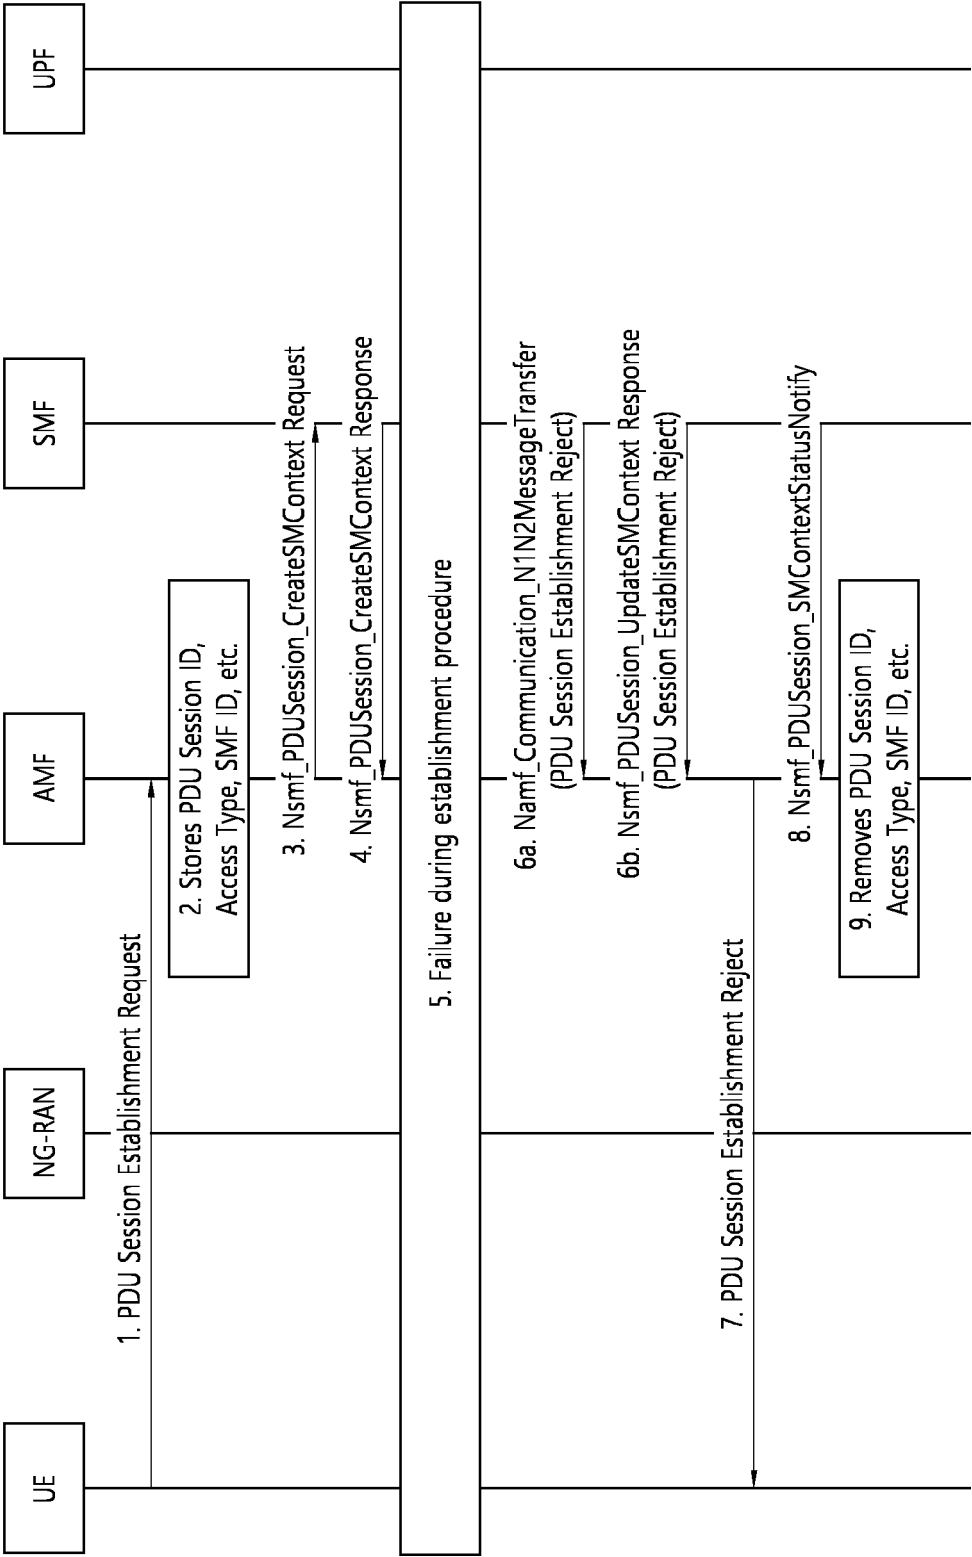 UE
NG-RAN
AMF
SMF
UPF
1. PDU Session Establishment Request
2. Stores PDU Session ID,
Access Type, SMF ID, etc.
3. Nsmf_PDUSession_CreateSMContext Request
4. Nsmf_PDUSession_CreateSMContext Response
5. Failure during establishment procedure
6a. Namf_Communication_N1N2MessageTransfer
(PDU Session Establishment Reject)
6b. Nsmf_PDUSession_UpdateSMContext Response
(PDU Session Establishment Reject)
7. PDU Session Establishment Reject
8. Nsmf_PDUSession_SMContextStatusNotify
9. Removes PDU Session ID,
Access Type, SMF ID, etc.